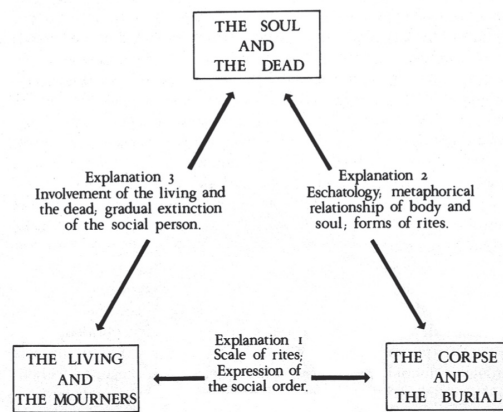 THE SOUL
AND
THE DEAD
Explanation 3
Involvement of the living and
the dead; gradual extinction
of the social person.
Explanation 2
Eschatology; metaphorical
relationship of body and
soul; forms of rites.
Explanation 1
Scale of rites;
Expression of
the social order.
THE LIVING
AND
THE MOURNERS
THE CORPSE
AND
THE BURIAL